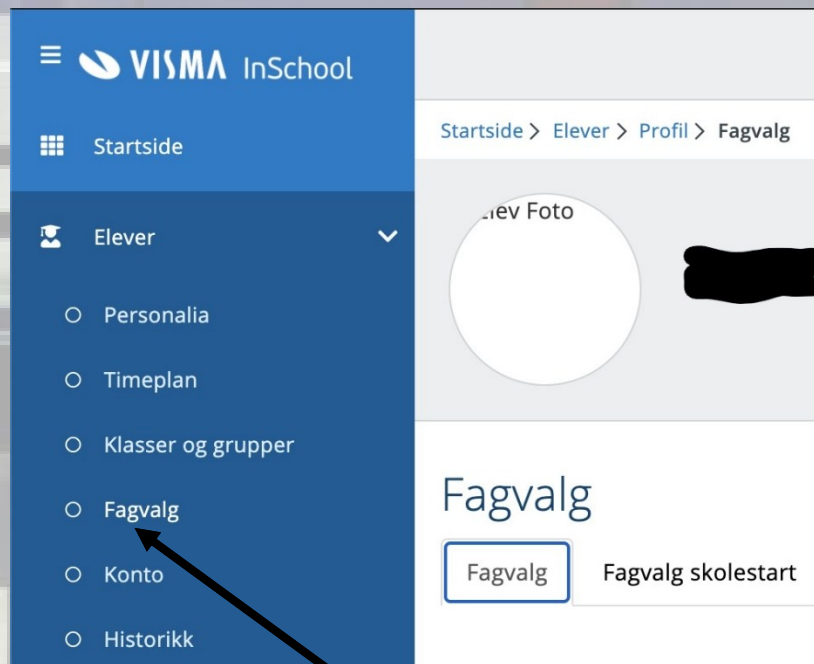 VISMA InSchool
Startside
Elever
Personalia
Timeplan
Klasser og grupper
Fagvalg
Konto
Historikk
Startside > Elever > Profil > Fagvalg
Foto
Fagvalg
Fagvalg Fagvalg skolestart